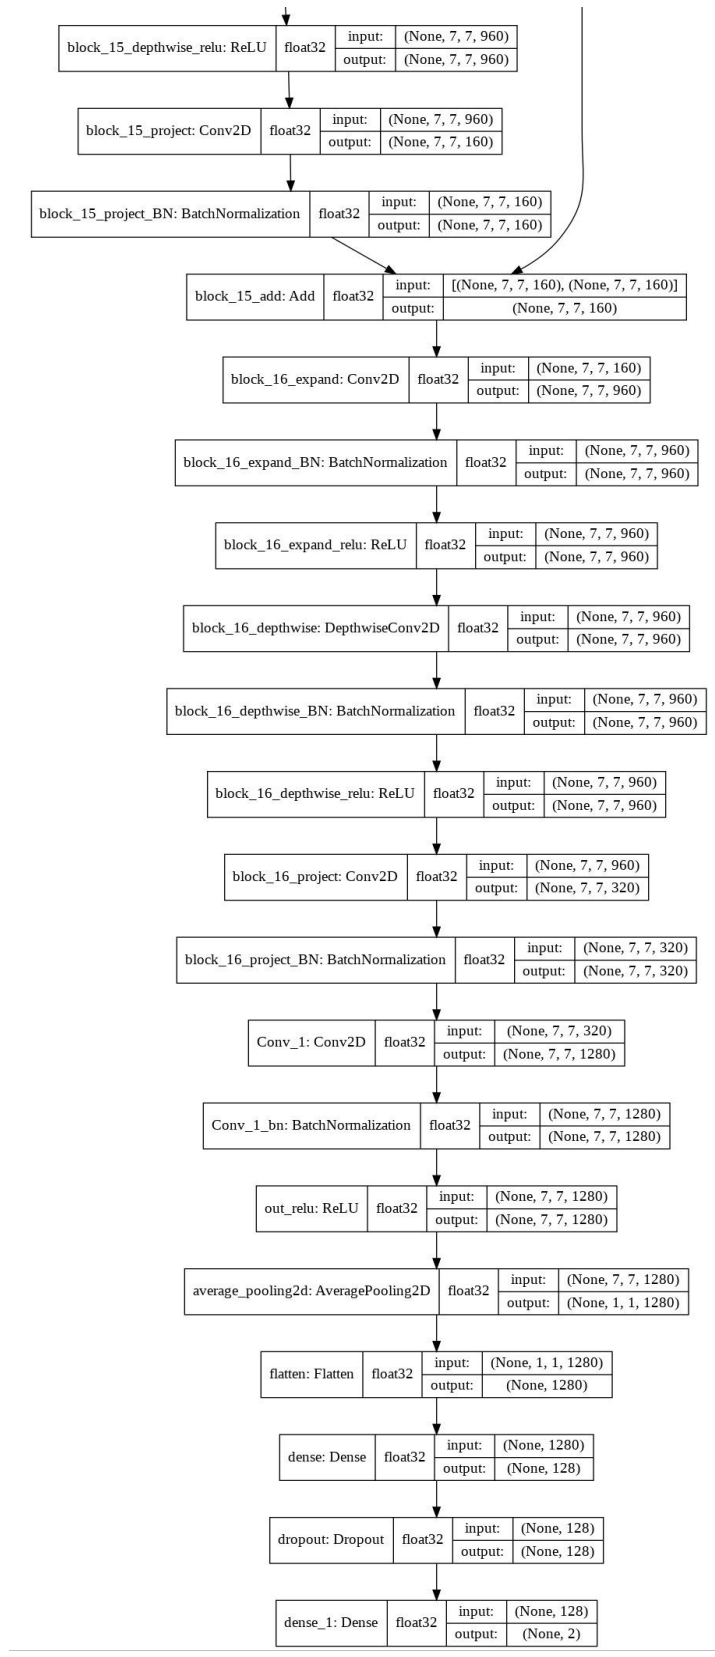 block_15_depthwise_relu: ReLU float32 input: (None, 7, 7, 960)
output: (None, 7, 7, 960)
block_15_project: Conv2D float32 input: (None, 7, 7, 960)
output: (None, 7, 7, 160)
block_15_project_BN: BatchNormalization float32 input: (None, 7, 7, 160)
output: (None, 7, 7, 160)
block_15_add: Add float32 input: [(None, 7, 7, 160), (None, 7, 7, 160)]
output: (None, 7, 7, 160)
block_16_expand: Conv2D float32 input: (None, 7, 7, 160)
output: (None, 7, 7, 960)
block_16_expand_BN: BatchNormalization float32 input: (None, 7, 7, 960)
output: (None, 7, 7, 960)
block_16_expand_relu: ReLU float32 input: (None, 7, 7, 960)
output: (None, 7, 7, 960)
block_16_depthwise: DepthwiseConv2D float32 input: (None, 7, 7, 960)
output: (None, 7, 7, 960)
block_16_depthwise_BN: BatchNormalization float32 input: (None, 7, 7, 960)
output: (None, 7, 7, 960)
block_16_depthwise_relu: ReLU float32 input: (None, 7, 7, 960)
output: (None, 7, 7, 960)
block_16_project: Conv2D float32 input: (None, 7, 7, 960)
output: (None, 7, 7, 320)
block_16_project_BN: BatchNormalization float32 input: (None, 7, 7, 320)
output: (None, 7, 7, 320)
Conv_1: Conv2D float32 input: (None, 7, 7, 320)
output: (None, 7, 7, 1280)
Conv_1_bn: BatchNormalization float32 input: (None, 7, 7, 1280)
output: (None, 7, 7, 1280)
out_relu: ReLU float32 input: (None, 7, 7, 1280)
output: (None, 7, 7, 1280)
average_pooling2d: AveragePooling2D float32 input: (None, 7, 7, 1280)
output: (None, 1, 1, 1280)
flatten: Flatten float32 input: (None, 1, 1, 1280)
output: (None, 1280)
dense: Dense float32 input: (None, 1280)
output: (None, 128)
dropout: Dropout float32 input: (None, 128)
output: (None, 128)
dense_1: Dense float32 input: (None, 128)
output: (None, 2)